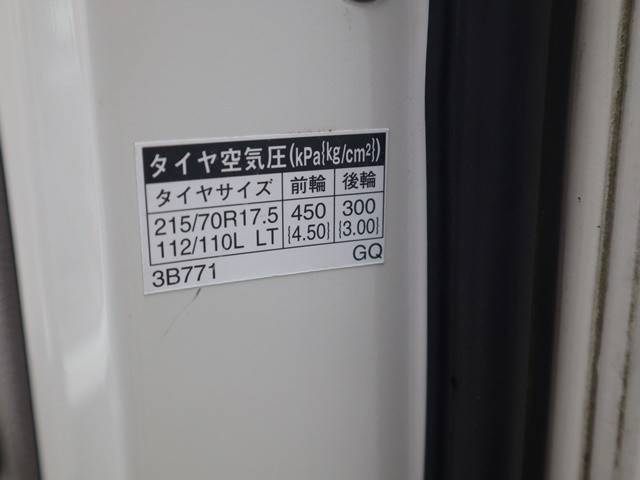 タイヤ空気圧(kPa{kg/cm²})
タイヤサイズ 前輪 後輪
215/70R17.5 450 300
112/110L LT {4.50} {3.00}
3B771 GQ